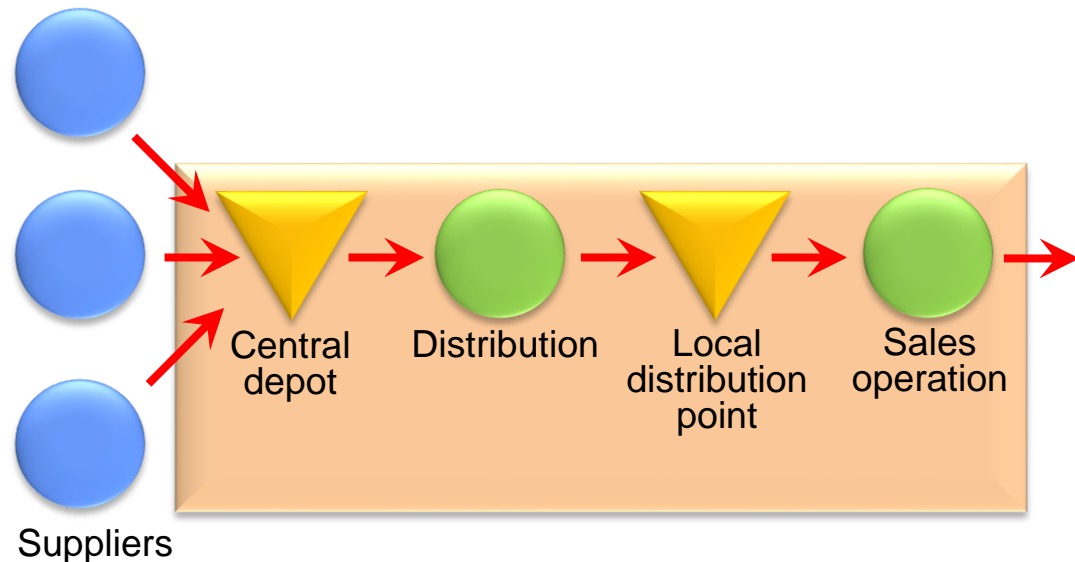 Central
depot
Distribution
Local
distribution
point
Sales
operation
Suppliers